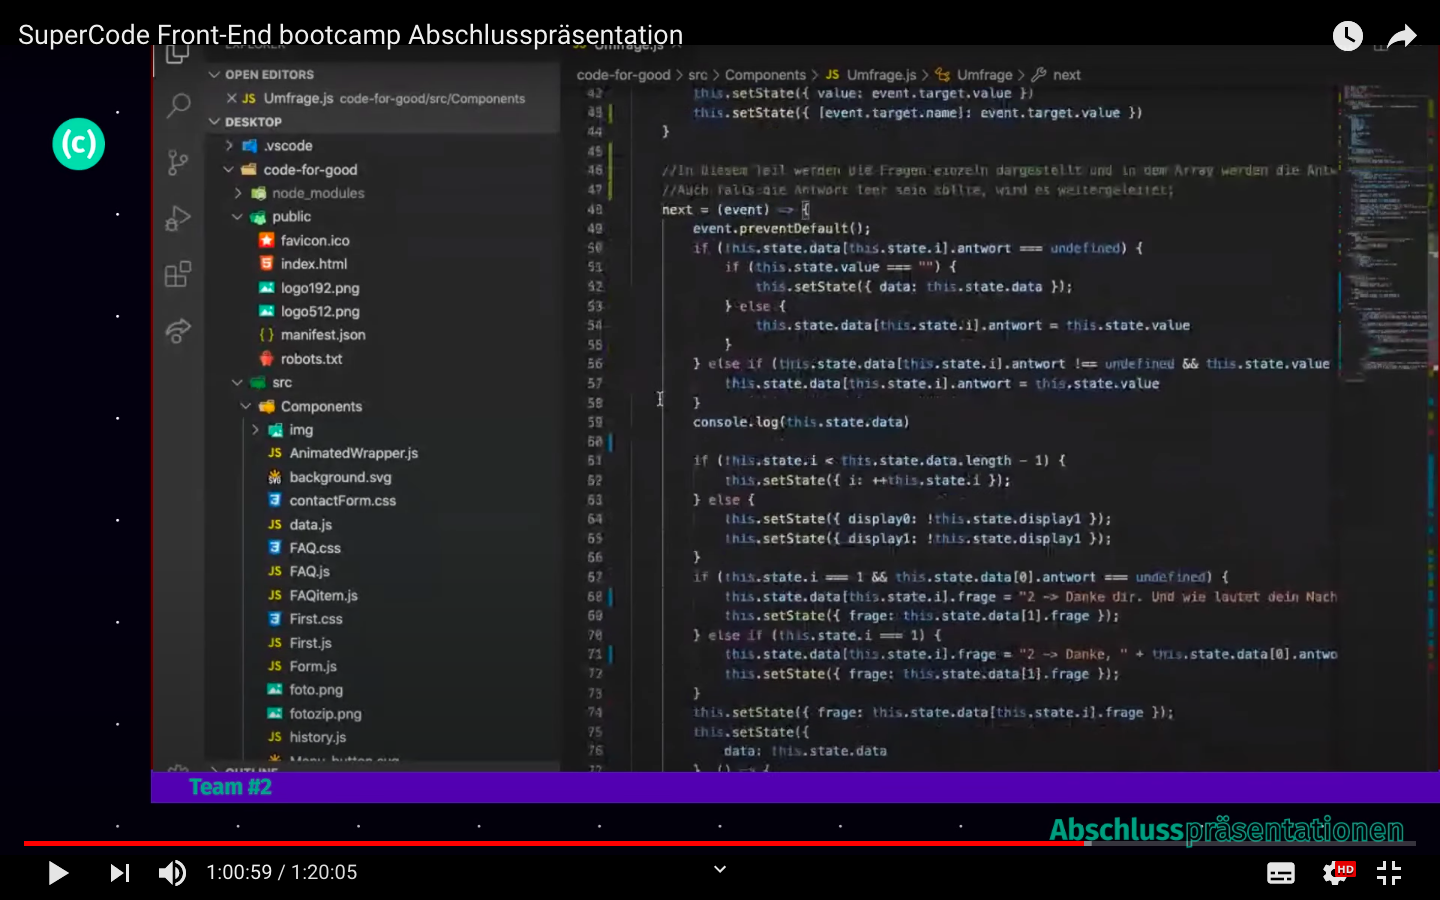 SuperCode Front-End bootcamp Abschlusspräsentation
OPEN EDITORS
JS Umfrage.js code-for-good/src/Components
DESKTOP
.vscode
code-for-good
node_modules
public
favicon.ico
index.html
logo192.png
logo512.png
manifest.json
robots.txt
src
Components
img
JS AnimatedWrapper.js
background.svg
contactForm.css
JS data.js
FAQ.css
JS FAQ.js
JS FAQitem.js
First.css
JS First.js
JS Form.js
foto.png
fotozip.png
JS history.js
Umfrage.js
code-for-good > src > Components > JS Umfrage.js > Umfrage > next
42 this.setState({ value: event.target.value })
43 this.setState({ [event.target.name]: event.target.value })
44 }
45
46 //In Diesem Teil werden die Fragen einzeln dargestellt und in dem Array werden die Antw
47 //Auch falls die Antwort leer sein sollte, wird es weitergeleitet;
48 next = (event) => {
49 event.preventDefault();
50 if (this.state.data[this.state.i].antwort === undefined) {
51 if (this.state.value === "") {
52 this.setState({ data: this.state.data });
53 } else {
54 this.state.data[this.state.i].antwort = this.state.value
55 }
56 } else if (this.state.data[this.state.i].antwort !== undefined && this.state.value
57 this.state.data[this.state.i].antwort = this.state.value
58 }
59 console.log(this.state.data)
60
61 if (this.state.i < this.state.data.length - 1) {
62 this.setState({ i: ++this.state.i });
63 } else {
64 this.setState({ display0: !this.state.display1 });
65 this.setState({ display1: !this.state.display1 });
66 }
67 if (this.state.i === 1 && this.state.data[0].antwort === undefined) {
68 this.state.data[this.state.i].frage = "2 -> Danke dir. Und wie lautet dein Nach
69 this.setState({ frage: this.state.data[1].frage });
70 } else if (this.state.i === 1) {
71 this.state.data[this.state.i].frage = "2 -> Danke, " + this.state.data[0].antwo
72 this.setState({ frage: this.state.data[1].frage });
73 }
74 this.setState({ frage: this.state.data[this.state.i].frage });
75 this.setState({
76 data: this.state.data
77 }, () => {
(c)
Team #2
Abschlusspräsentationen
1:00:59 / 1:20:05
HD